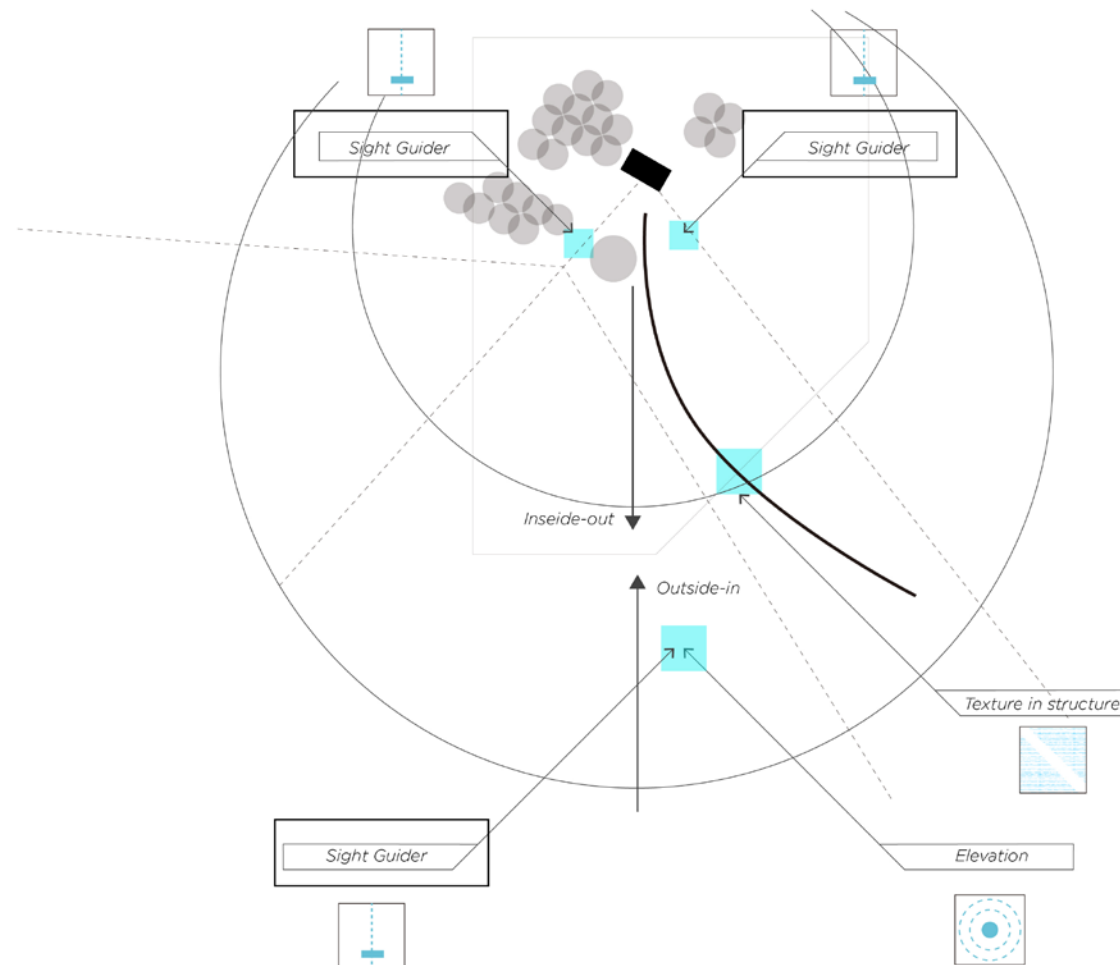 Sight Guider
Sight Guider
Inseide-out
Outside-in
Texture in structure
Sight Guider
Elevation